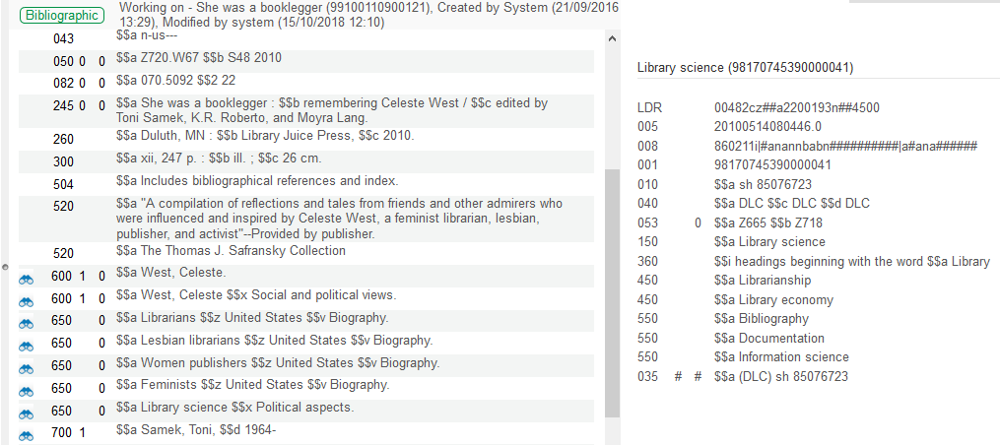 Bibliographic
Working on - She was a booklegger (99100110900121), Created by System (21/09/2016
13:29), Modified by system (15/10/2018 12:10)
043 $$a n-us---
050 0 0 $$a Z720.W67 $$b S48 2010
082 0 0 $$a 070.5092 $$2 22
245 0 0 $$a She was a booklegger : $$b remembering Celeste West / $$c edited by
Toni Samek, K.R. Roberto, and Moyra Lang.
260 $$a Duluth, MN : $$b Library Juice Press, $$c 2010.
300 $$a xii, 247 p. : $$b ill. ; $$c 26 cm.
504 $$a Includes bibliographical references and index.
520 $$a "A compilation of reflections and tales from friends and other admirers who
were influenced and inspired by Celeste West, a feminist librarian, lesbian,
publisher, and activist"--Provided by publisher.
520 $$a The Thomas J. Safransky Collection
600 1 0 $$a West, Celeste.
600 1 0 $$a West, Celeste $$x Social and political views.
650 0 $$a Librarians $$z United States $$v Biography.
650 0 $$a Lesbian librarians $$z United States $$v Biography.
650 0 $$a Women publishers $$z United States $$v Biography.
650 0 $$a Feminists $$z United States $$v Biography.
650 0 $$a Library science $$x Political aspects.
700 1 $$a Samek, Toni, $$d 1964-
Library science (98170745390000041)
LDR 00482cz##a2200193n##4500
005 20100514080446.0
008 860211i|#anannbabn##########|a#ana######
001 98170745390000041
010 $$a sh 85076723
040 $$a DLC $$c DLC $$d DLC
053 0 $$a Z665 $$b Z718
150 $$a Library science
360 $$i headings beginning with the word $$a Library
450 $$a Librarianship
450 $$a Library economy
550 $$a Bibliography
550 $$a Documentation
550 $$a Information science
035 # # $$a (DLC) sh 85076723